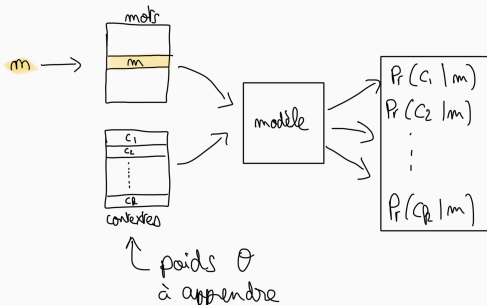 mots
m
m
C1
C2
CR
contextes
modèle
Pr(C1|m)
Pr(C2|m)
Pr(CR|m)
poids θ
à apprendre